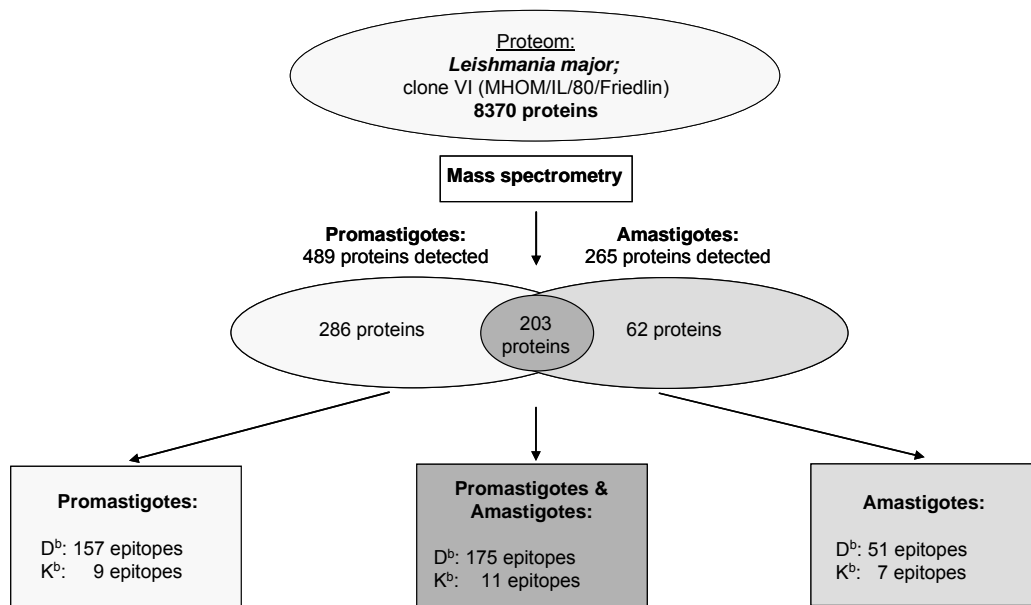 Proteom:
Leishmania major;
clone VI (MHOM/IL/80/Friedlin)
8370 proteins
Mass spectrometry
Promastigotes:
489 proteins detected
Amastigotes:
265 proteins detected
286 proteins
203
proteins
62 proteins
Promastigotes:
Dᵇ: 157 epitopes
Kᵇ: 9 epitopes
Promastigotes &
Amastigotes:
Dᵇ: 175 epitopes
Kᵇ: 11 epitopes
Amastigotes:
Dᵇ: 51 epitopes
Kᵇ: 7 epitopes